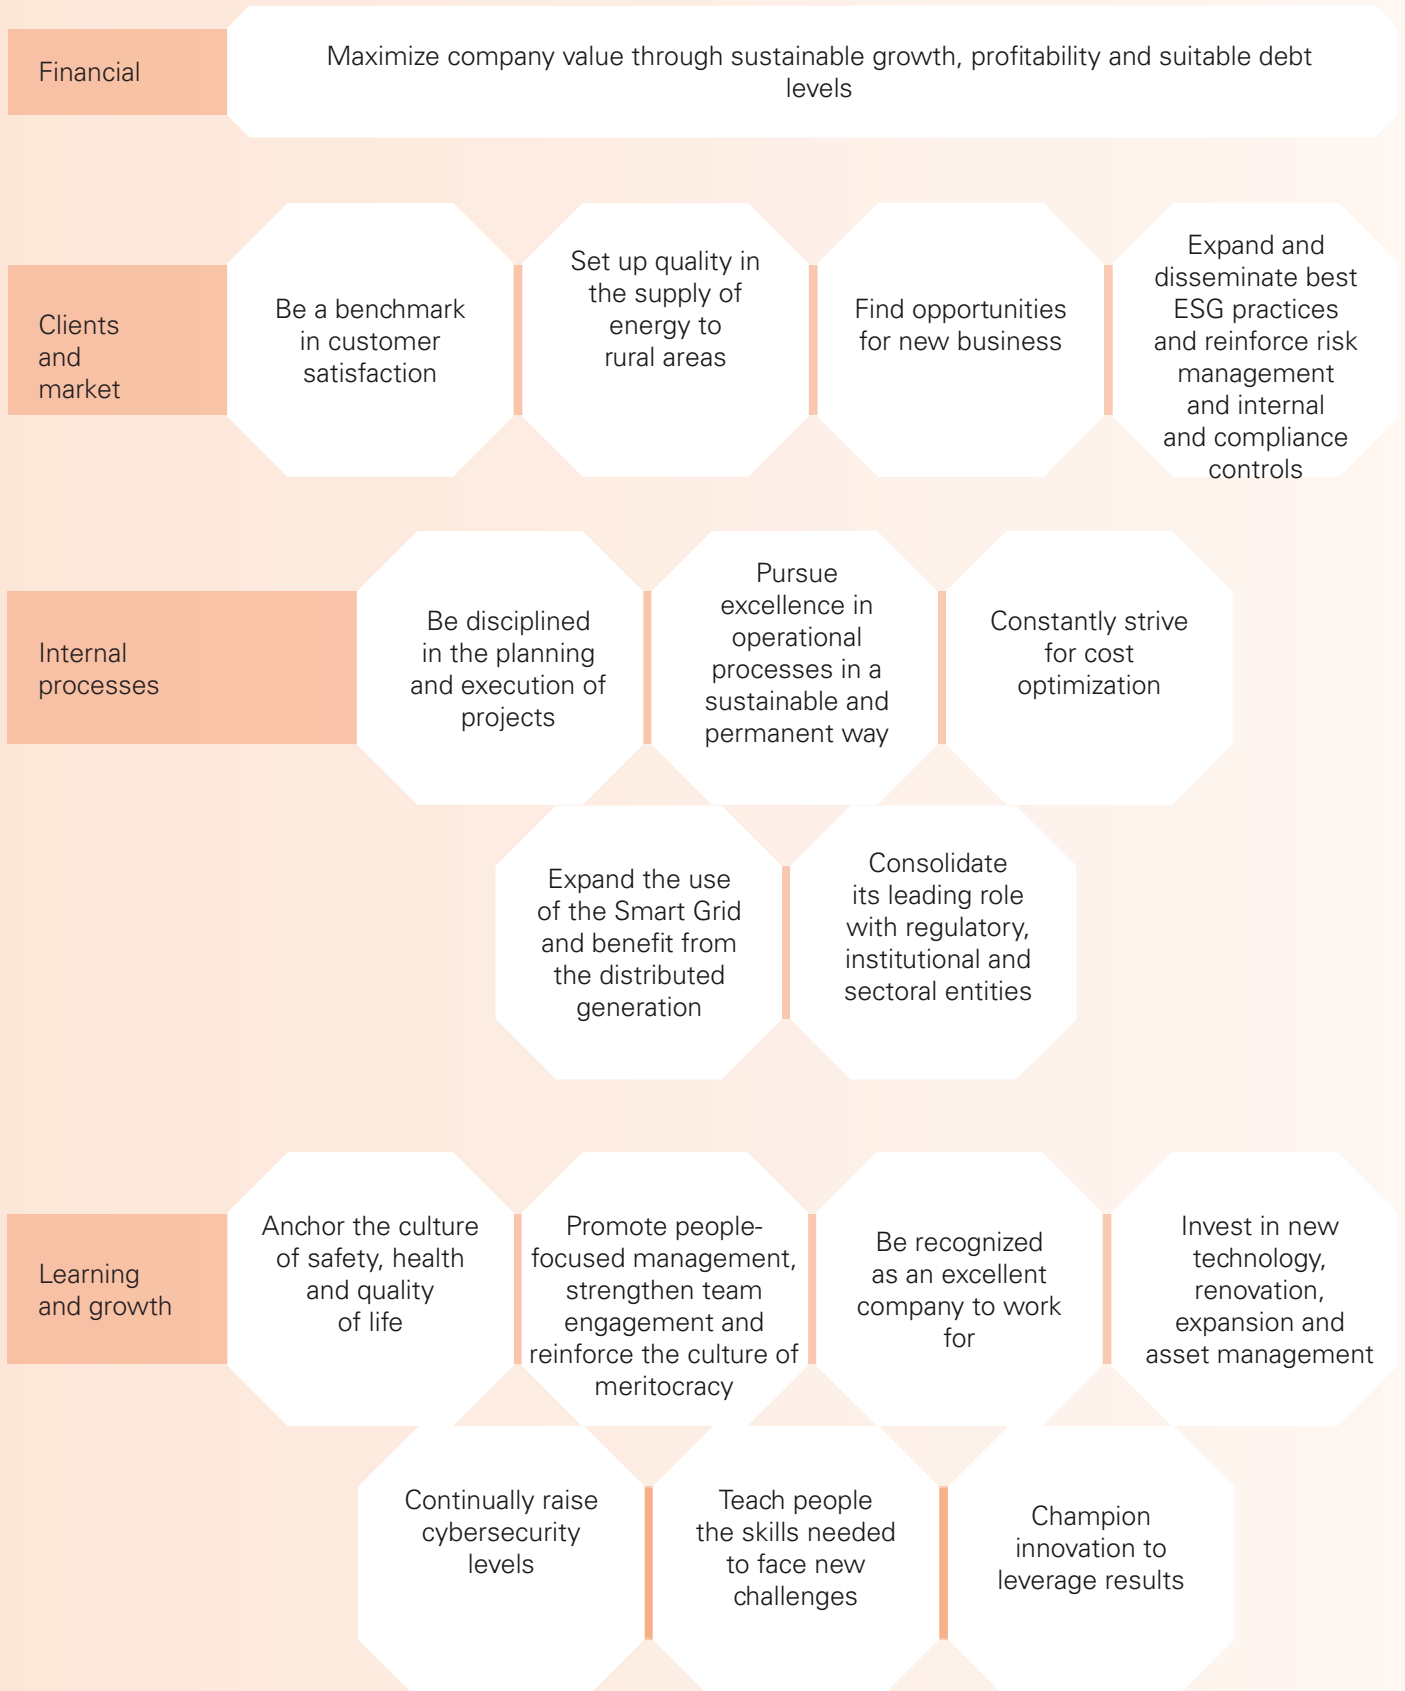 Financial
Maximize company value through sustainable growth, profitability and suitable debt
levels
Clients
and
market
Be a benchmark
in customer
satisfaction
Set up quality in
the supply of
energy to
rural areas
Find opportunities
for new business
Expand and
disseminate best
ESG practices
and reinforce risk
management
and internal
and compliance
controls
Internal
processes
Be disciplined
in the planning
and execution of
projects
Pursue
excellence in
operational
processes in a
sustainable and
permanent way
Constantly strive
for cost
optimization
Expand the use
of the Smart Grid
and benefit from
the distributed
generation
Consolidate
its leading role
with regulatory,
institutional and
sectoral entities
Learning
and growth
Anchor the culture
of safety, health
and quality
of life
Promote people-
focused management,
strengthen team
engagement and
reinforce the culture of
meritocracy
Be recognized
as an excellent
company to work
for
Invest in new
technology,
renovation,
expansion and
asset management
Continually raise
cybersecurity
levels
Teach people
the skills needed
to face new
challenges
Champion
innovation to
leverage results